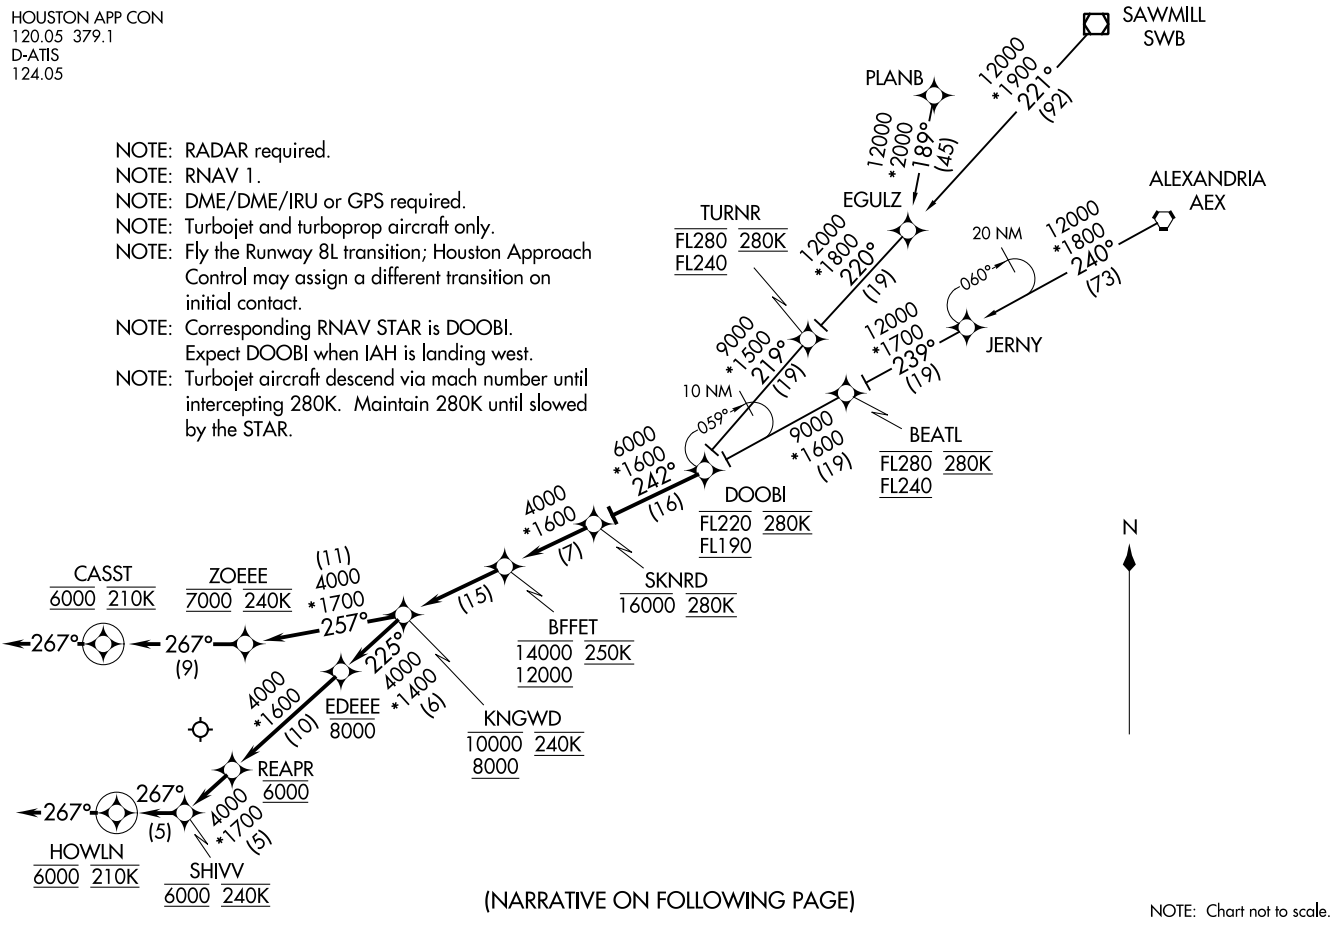 HOUSTON APP CON
120.05 379.1
D-ATIS
124.05
NOTE: RADAR required.
NOTE: RNAV 1.
NOTE: DME/DME/IRU or GPS required.
NOTE: Turbojet and turboprop aircraft only.
NOTE: Fly the Runway 8L transition; Houston Approach
Control may assign a different transition on
initial contact.
NOTE: Corresponding RNAV STAR is DOOBI.
Expect DOOBI when IAH is landing west.
NOTE: Turbojet aircraft descend via mach number until
intercepting 280K. Maintain 280K until slowed
by the STAR.
SAWMILL
SWB
12000
*1900
221°
(92)
PLANB
12000
*2000
189°
(45)
EGULZ
ALEXANDRIA
AEX
12000
*1800
240°
(73)
20 NM
060°
JERNY
TURNR
FL280 280K
FL240
12000
*1800
220°
(19)
12000
*1700
239°
(19)
9000
*1500
219°
(19)
10 NM
059°
BEATL
FL280 280K
FL240
9000
*1600
(19)
DOOBI
FL220 280K
FL190
6000
*1600
242°
(16)
SKNRD
16000 280K
4000
*1600
(7)
BFFET
14000 250K
12000
(15)
KNGWD
10000 240K
8000
(11)
4000
*1700
257°
ZOEEE
7000 240K
CASST
6000 210K
267°
267°
(9)
225°
4000
*1400
(6)
EDEEE
8000
4000
*1600
(10)
REAPR
6000
4000
*1700
(5)
SHIVV
6000 240K
267°
(5)
267°
HOWLN
6000 210K
N
(NARRATIVE ON FOLLOWING PAGE)
NOTE: Chart not to scale.